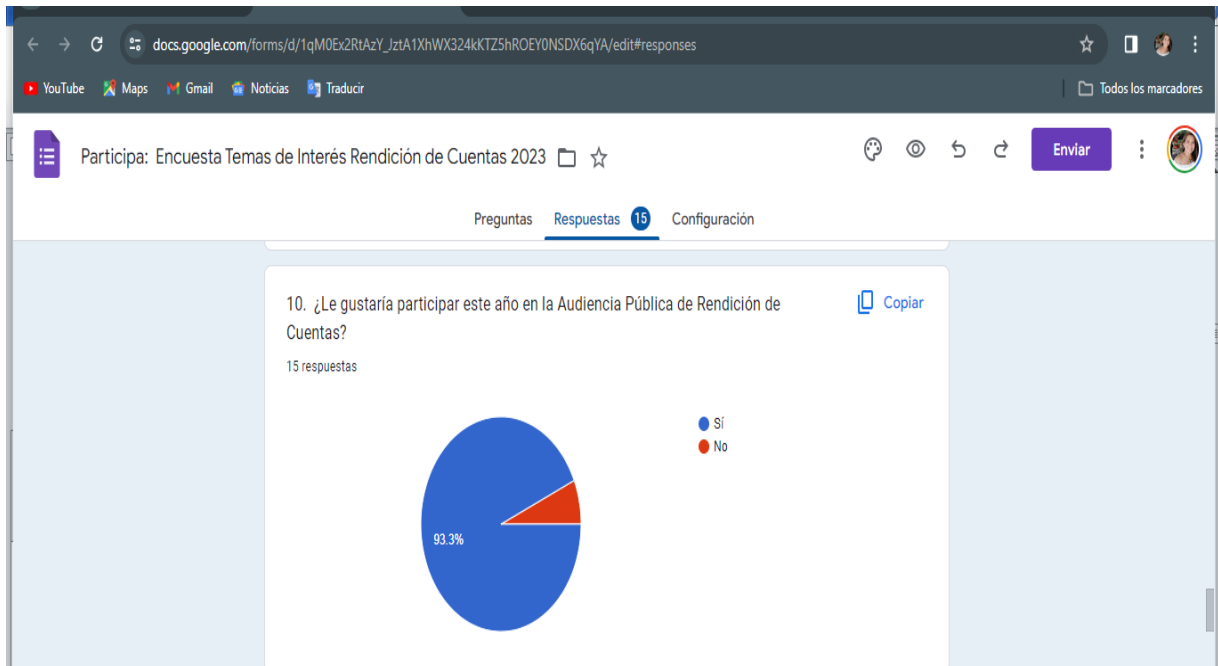 docs.google.com/forms/d/1qM0Ex2RtAzY_JztA1XhWX324kKTZ5hROEY0NSDX6qYA/edit#responses
YouTube Maps Gmail Noticias Traducir Todos los marcadores
Participa: Encuesta Temas de Interés Rendición de Cuentas 2023 Enviar
Preguntas Respuestas 15 Configuración
10. ¿Le gustaría participar este año en la Audiencia Pública de Rendición de Copiar
Cuentas?
15 respuestas
Sí
No
93.3%